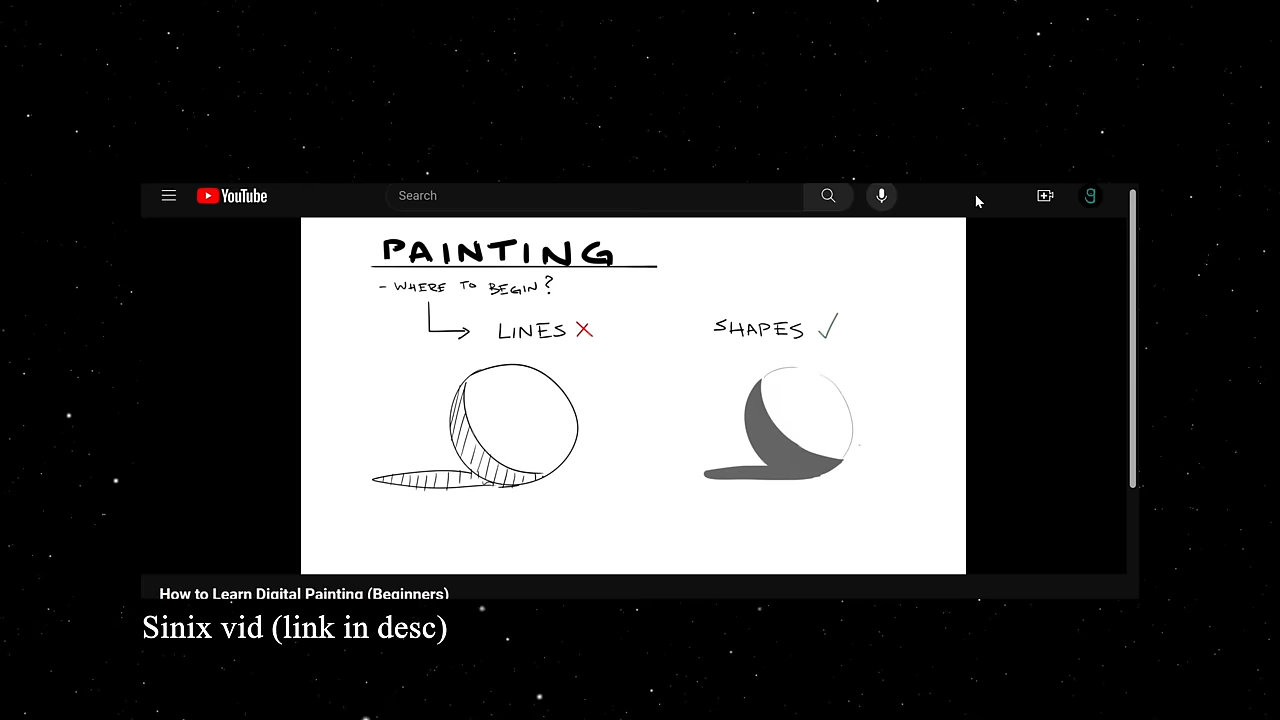 YouTube
Search
PAINTING
- WHERE TO BEGIN?
LINES X
SHAPES ✓
How to Learn Digital Painting (Beginners)
Sinix vid (link in desc)